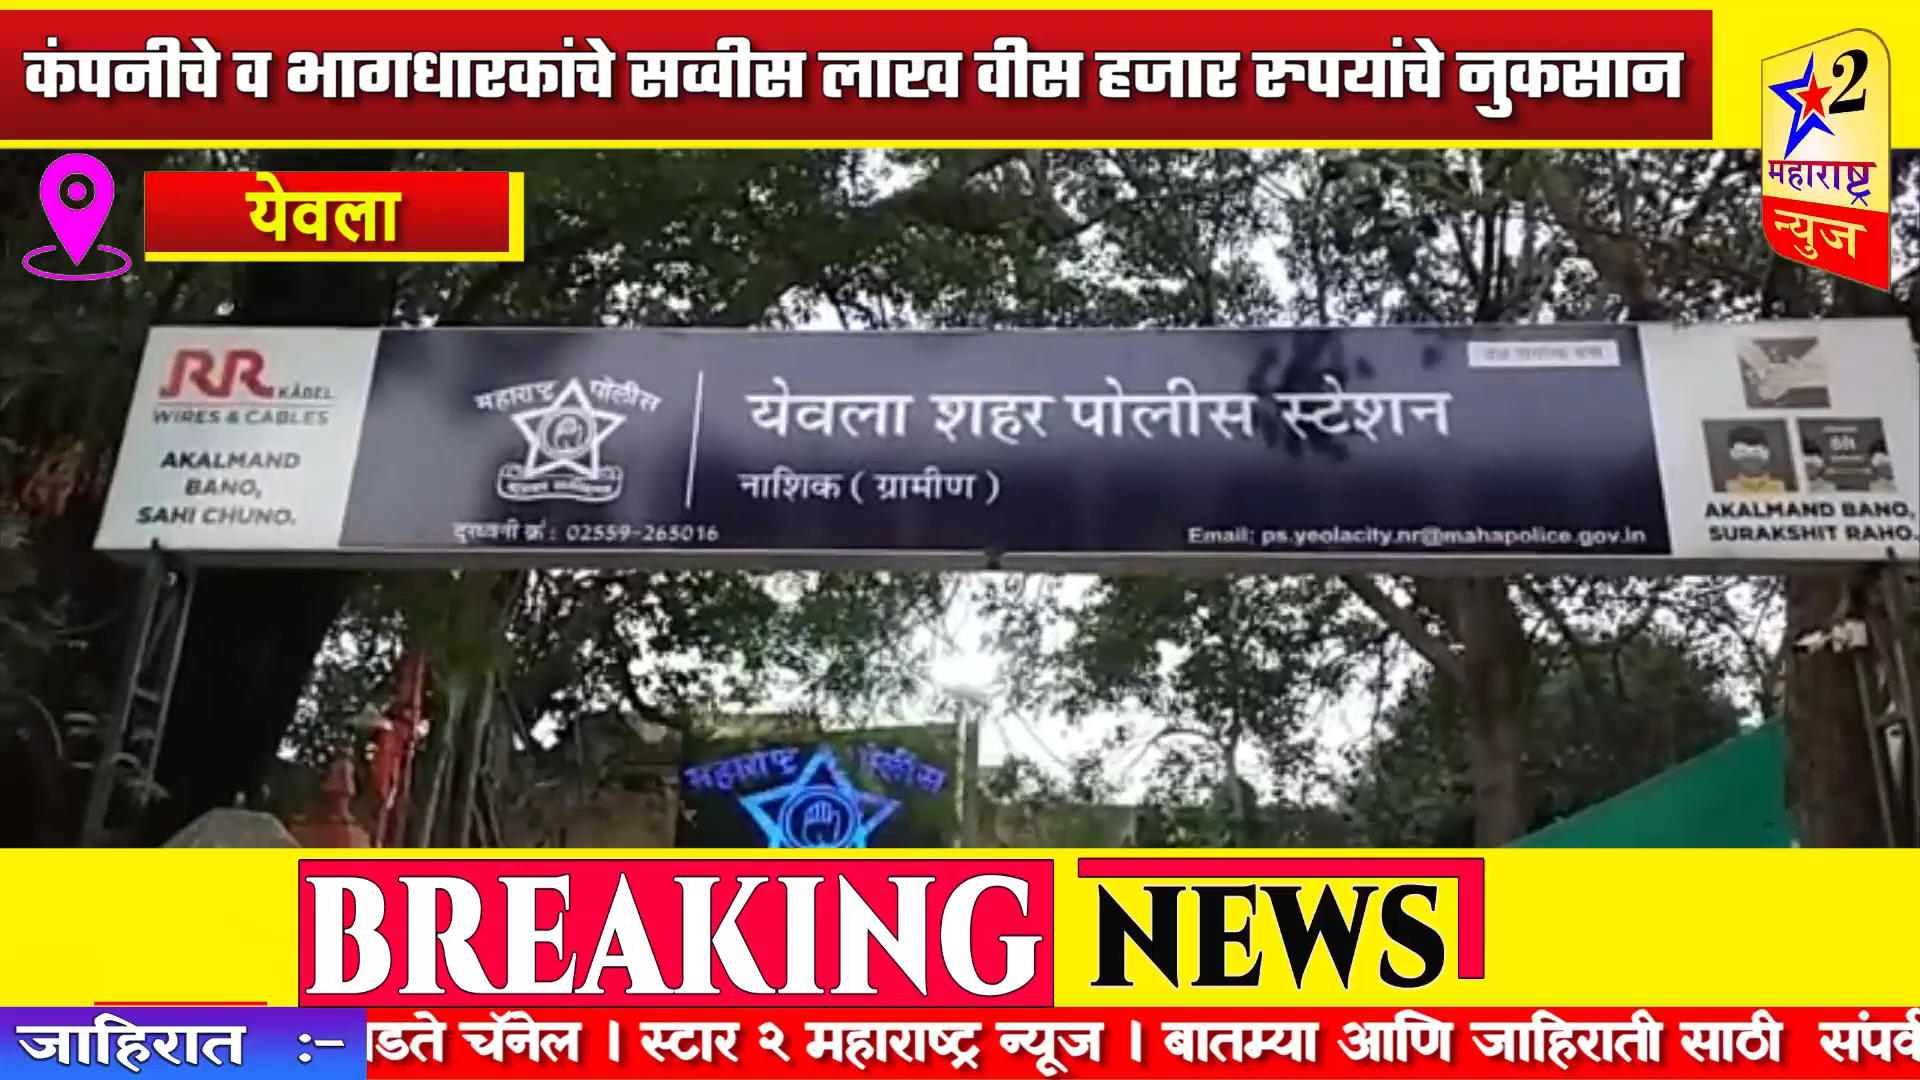 कंपनीचे व भागधारकांचे सव्वीस लाख वीस हजार रुपयांचे नुकसान
2
महाराष्ट्र
न्युज
येवला
RR KABEL
WIRES & CABLES
AKALMAND
BANO,
SAHI CHUNO.
महाराष्ट्र पोलीस
येवला शहर पोलीस स्टेशन
नाशिक ( ग्रामीण )
दुरध्वनी क्रं : 02559-265016
Email: ps.yeolacity.nr@mahapolice.gov.in
AKALMAND BANO,
SURAKSHIT RAHO.
महाराष्ट्र पोलीस
BREAKING NEWS
जाहिरात :- डते चॅनेल । स्टार २ महाराष्ट्र न्यूज । बातम्या आणि जाहिराती साठी